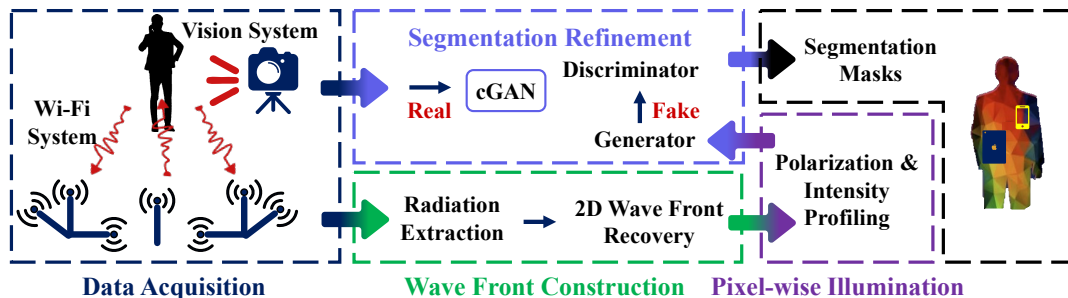 Vision System
Wi-Fi
System
Data Acquisition
Segmentation Refinement
Real
cGAN
Discriminator
Fake
Generator
Radiation
Extraction
2D Wave Front
Recovery
Wave Front Construction
Segmentation
Masks
Polarization &
Intensity
Profiling
Pixel-wise Illumination